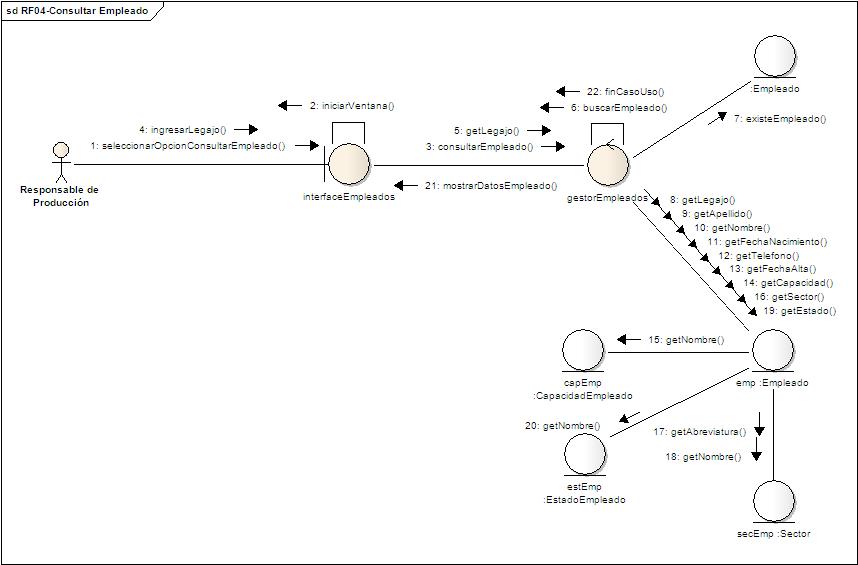 sd RF04-Consultar Empleado
:Empleado
2: iniciarVentana()
22: finCasoUso()
6: buscarEmpleado()
7: existeEmpleado()
4: ingresarLegajo()
5: getLegajo()
1: seleccionarOpcionConsultarEmpleado()
3: consultarEmpleado()
Responsable de
Producción
interfaceEmpleados
21: mostrarDatosEmpleado()
gestorEmpleados
8: getLegajo()
9: getApellido()
10: getNombre()
11: getFechaNacimiento()
12: getTelefono()
13: getFechaAlta()
14: getCapacidad()
16: getSector()
19: getEstado()
15: getNombre()
capEmp
:CapacidadEmpleado
emp :Empleado
20: getNombre()
17: getAbreviatura()
18: getNombre()
estEmp
:EstadoEmpleado
secEmp :Sector